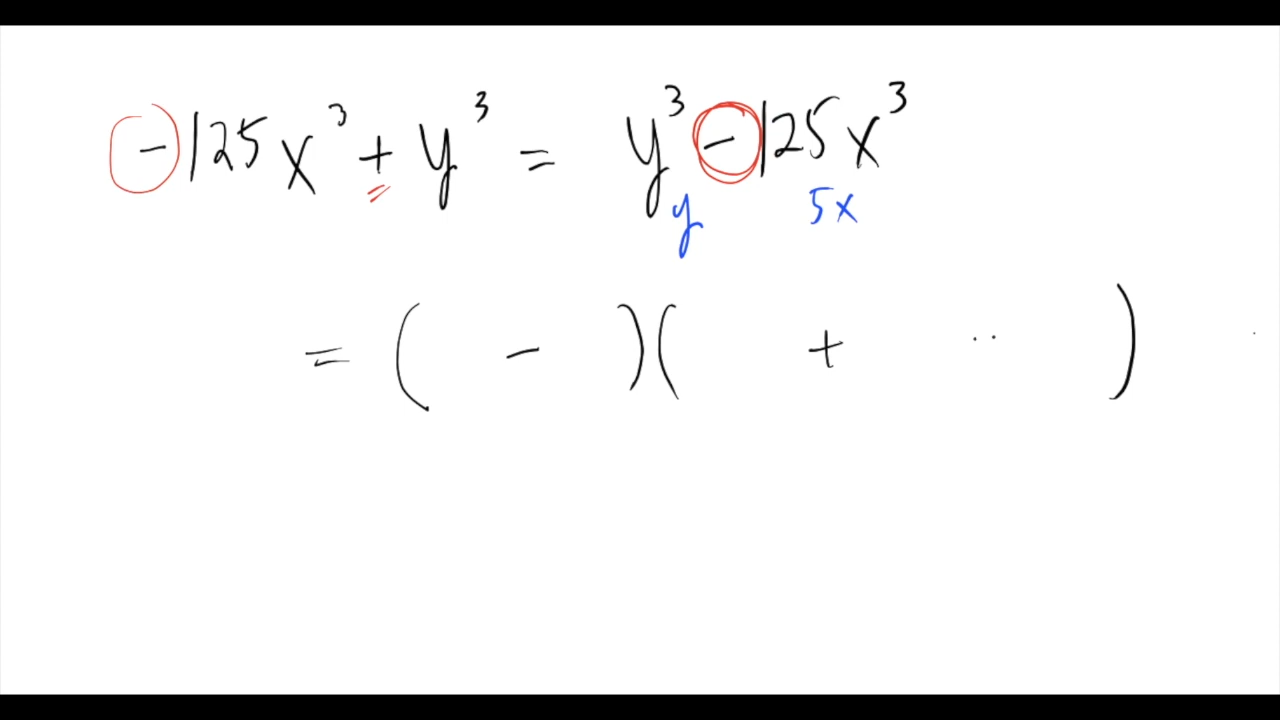 -125x³ + y³ = y³ - 125x³
y 5x
= ( - )( + ·· )